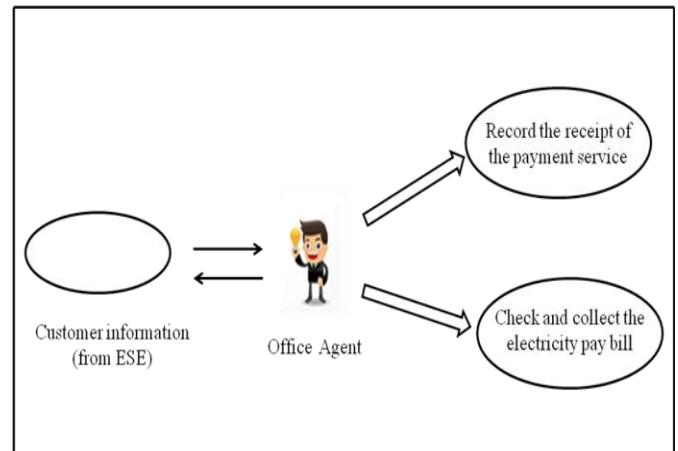 Record the receipt of
the payment service
Customer information
(from ESE)
Office Agent
Check and collect the
electricity pay bill